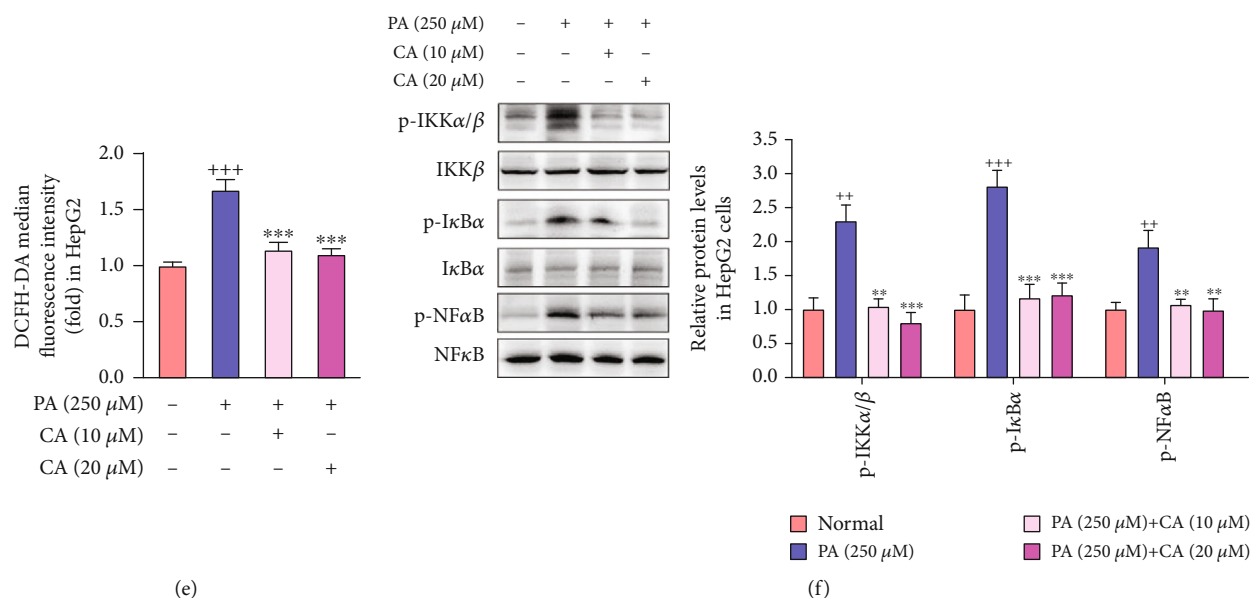 DCFH-DA median
fluorescence intensity
(fold) in HepG2
2.0
1.5
1.0
0.5
0.0
+++
***
***
PA (250 μM) – + + +
CA (10 μM) – – + –
CA (20 μM) – – – +
(e)
PA (250 μM) – + + +
CA (10 μM) – – + –
CA (20 μM) – – – +
p-IKKα/β
IKKβ
p-IκBα
IκBα
p-NFαB
NFκB
Relative protein levels
in HepG2 cells
3.5
3.0
2.5
2.0
1.5
1.0
0.5
0.0
++
**
***
+++
***
***
++
**
**
p-IKKα/β
p-IκBα
p-NFαB
Normal
PA (250 μM)
PA (250 μM)+CA (10 μM)
PA (250 μM)+CA (20 μM)
(f)